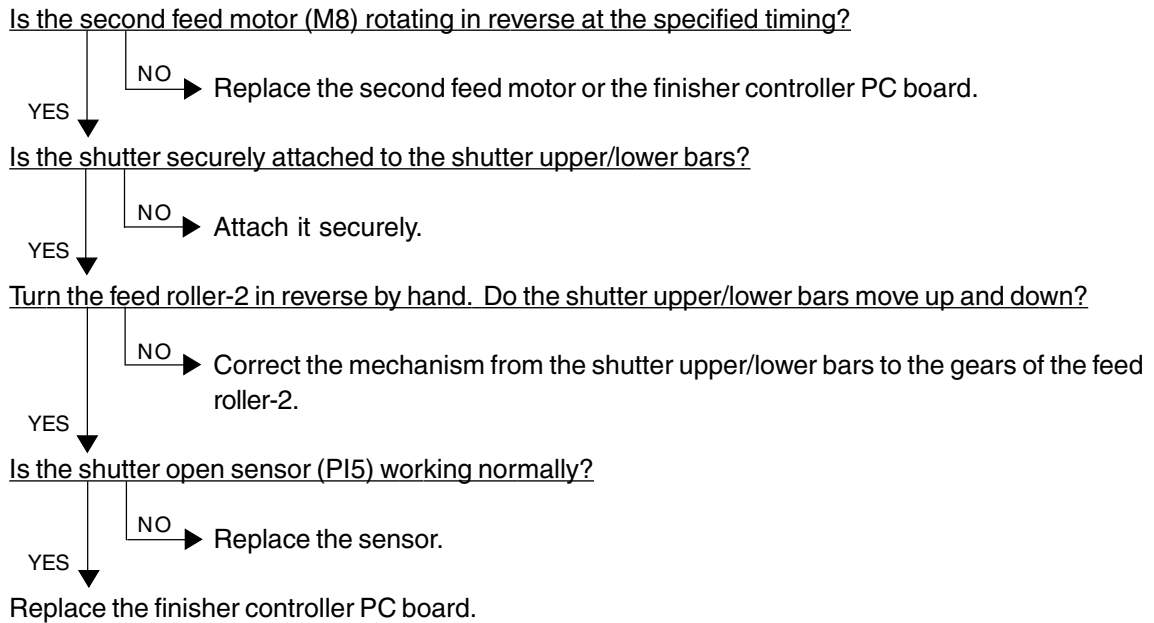 Is the second feed motor (M8) rotating in reverse at the specified timing?
NO
Replace the second feed motor or the finisher controller PC board.
YES
Is the shutter securely attached to the shutter upper/lower bars?
NO
Attach it securely.
YES
Turn the feed roller-2 in reverse by hand. Do the shutter upper/lower bars move up and down?
NO
Correct the mechanism from the shutter upper/lower bars to the gears of the feed
roller-2.
YES
Is the shutter open sensor (PI5) working normally?
NO
Replace the sensor.
YES
Replace the finisher controller PC board.